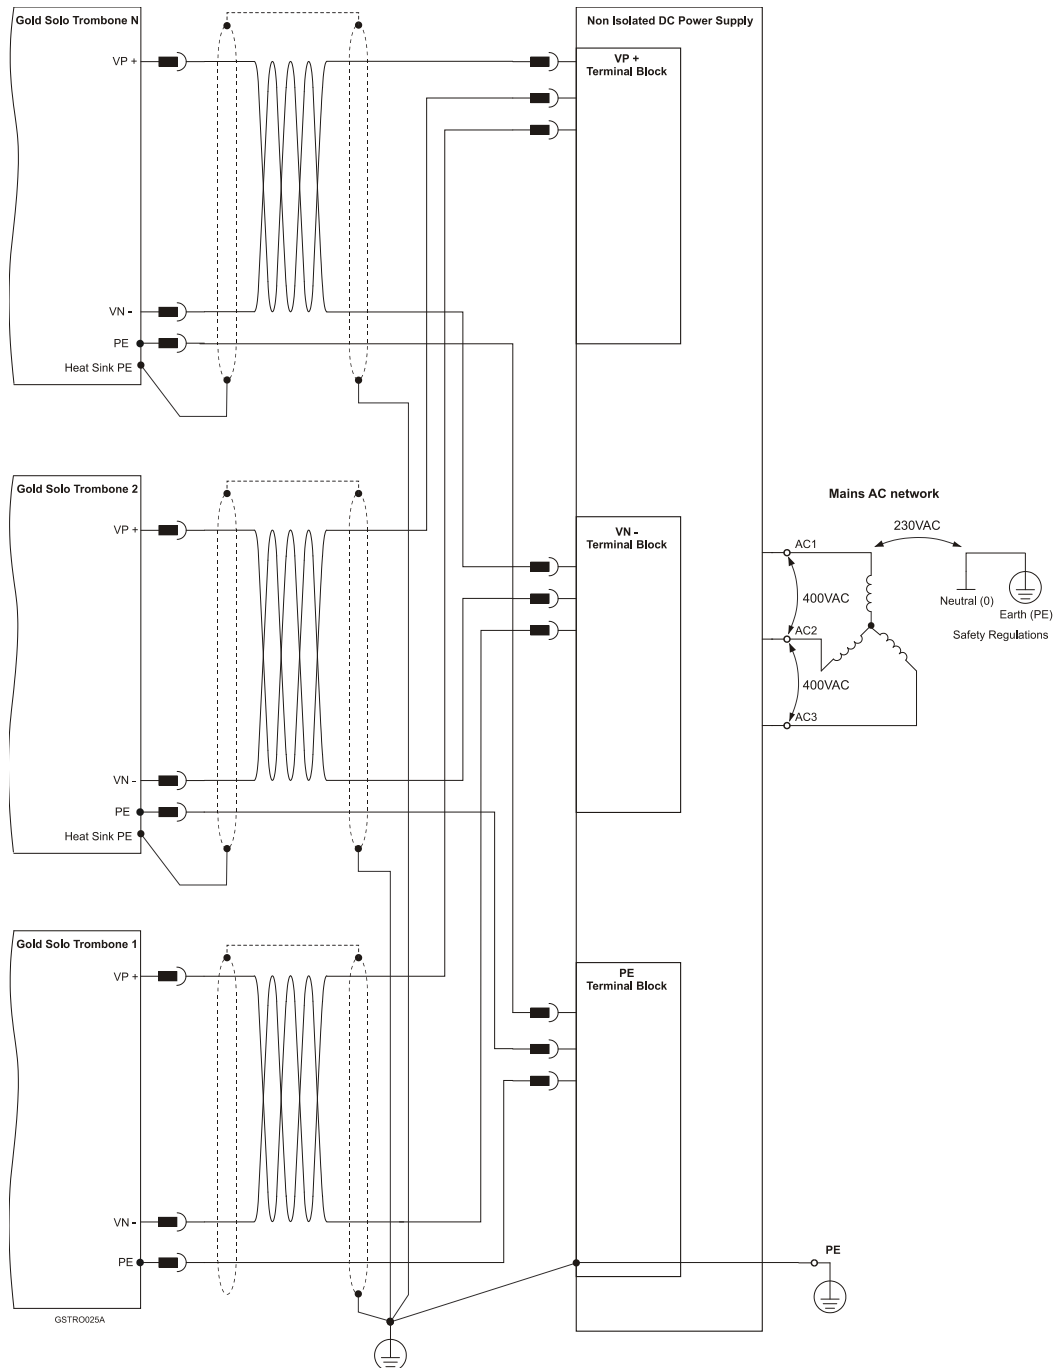 Gold Solo Trombone N
VP +
VN -
PE
Heat Sink PE
Non Isolated DC Power Supply
VP +
Terminal Block
Gold Solo Trombone 2
VP +
VN -
PE
Heat Sink PE
VN -
Terminal Block
Mains AC network
230VAC
AC1
400VAC
AC2
400VAC
AC3
Neutral (0)
Earth (PE)
Safety Regulations
Gold Solo Trombone 1
VP +
VN -
PE
PE
Terminal Block
PE
GSTRO025A